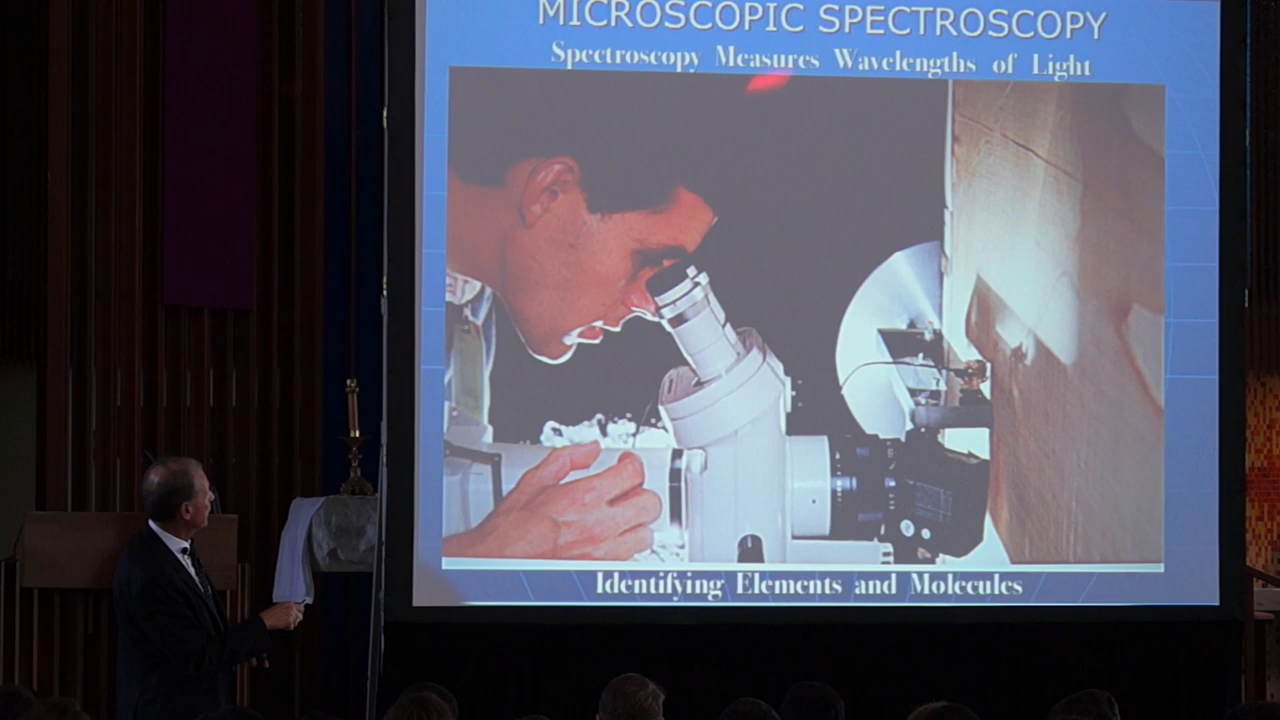 MICROSCOPIC SPECTROSCOPY
Spectroscopy Measures Wavelengths of Light
Identifying Elements and Molecules